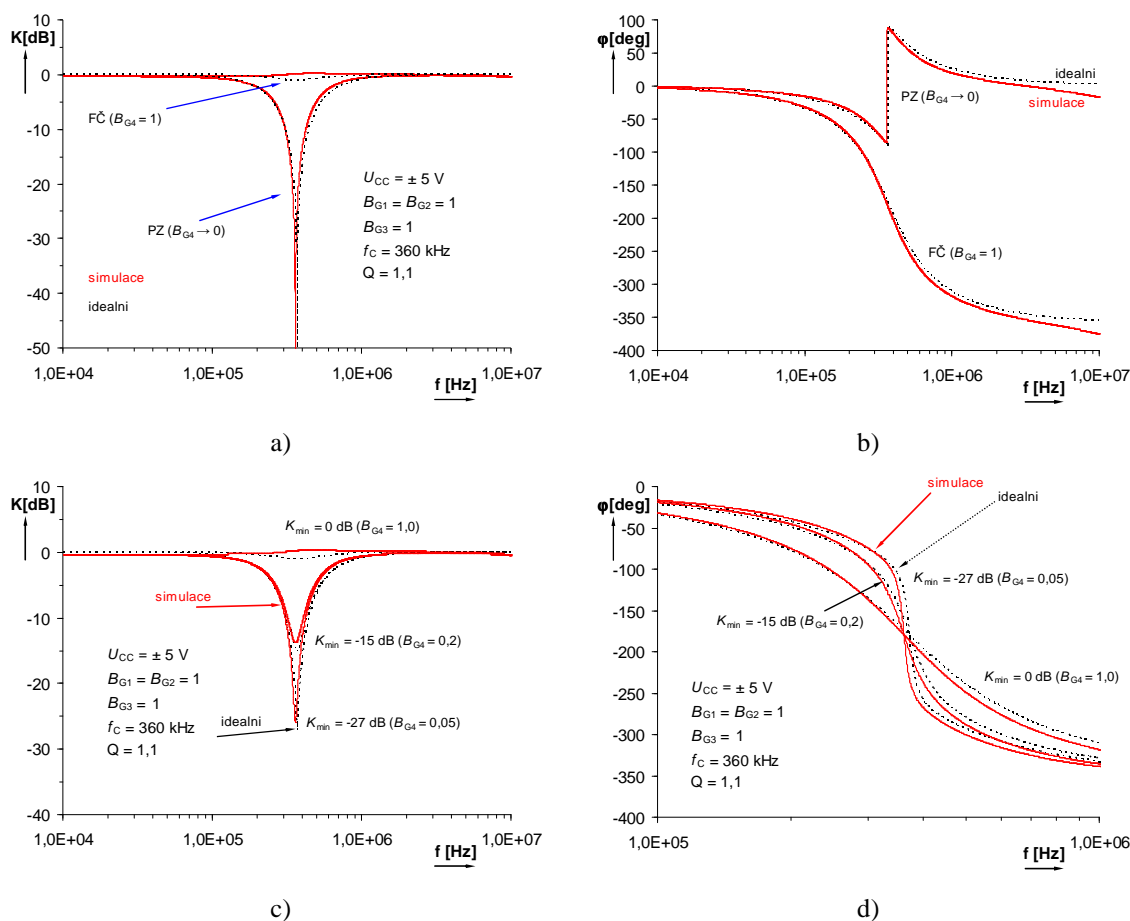 10
K[dB]
0
-10
-20
-30
-40
-50
FČ (BG4 = 1)
PZ (BG4 → 0)
UCC = ± 5 V
BG1 = BG2 = 1
BG3 = 1
fC = 360 kHz
Q = 1,1
simulace
idealni
1,0E+04 1,0E+05 1,0E+06 1,0E+07
f [Hz]
a)
100
φ[deg]
50
0
-50
-100
-150
-200
-250
-300
-350
-400
idealni
PZ (BG4 → 0)
simulace
FČ (BG4 = 1)
1,0E+04 1,0E+05 1,0E+06 1,0E+07
f [Hz]
b)
10
K[dB]
0
-10
-20
-30
-40
Kmin = 0 dB (BG4 = 1,0)
simulace
Kmin = -15 dB (BG4 = 0,2)
UCC = ± 5 V
BG1 = BG2 = 1
BG3 = 1
fC = 360 kHz
Q = 1,1
idealni
Kmin = -27 dB (BG4 = 0,05)
1,0E+04 1,0E+05 1,0E+06 1,0E+07
f [Hz]
c)
0
φ[deg]
-50
-100
-150
-200
-250
-300
-350
-400
simulace
idealni
Kmin = -27 dB (BG4 = 0,05)
Kmin = -15 dB (BG4 = 0,2)
Kmin = 0 dB (BG4 = 1,0)
UCC = ± 5 V
BG1 = BG2 = 1
BG3 = 1
fC = 360 kHz
Q = 1,1
1,0E+05 1,0E+06
f [Hz]
d)